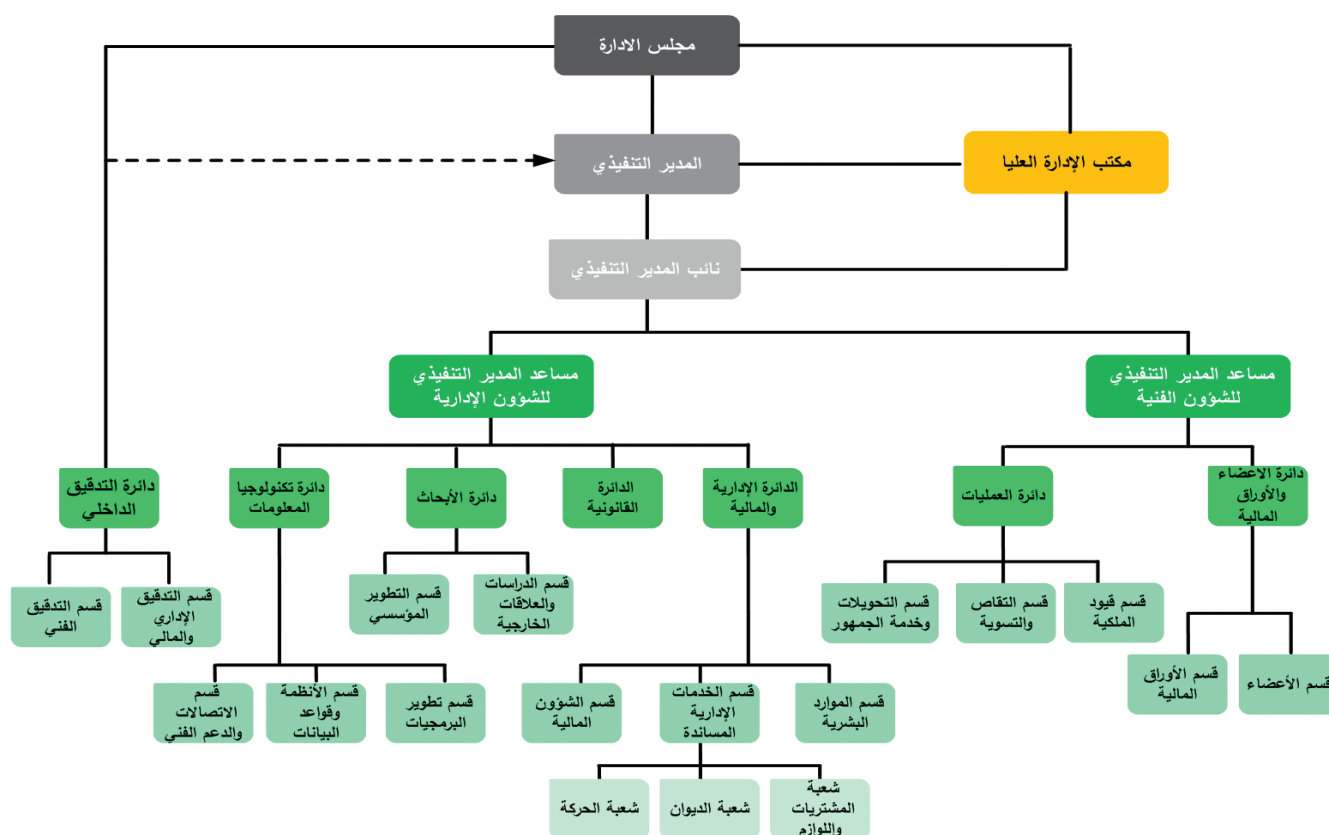 مجلس الادارة
المدير التنفيذي
مكتب الإدارة العليا
نائب المدير التنفيذي
مساعد المدير التنفيذي
للشؤون الفنية
مساعد المدير التنفيذي
للشؤون الإدارية
دائرة الاعضاء
والأوراق
المالية
دائرة العمليات
الدائرة الإدارية
والمالية
الدائرة
القانونية
دائرة الأبحاث
دائرة تكنولوجيا
المعلومات
دائرة التدقيق
الداخلي
قسم قيود
الملكية
قسم التقاص
والتسوية
قسم التحويلات
وخدمة الجمهور
قسم الدراسات
والعلاقات
الخارجية
قسم التطوير
المؤسسي
قسم التدقيق
الإداري
والمالي
قسم التدقيق
الفني
قسم الأعضاء
قسم الأوراق
المالية
قسم الموارد
البشرية
قسم الخدمات
الإدارية
المساندة
قسم الشؤون
المالية
قسم تطوير
البرمجيات
قسم الأنظمة
وقواعد
البيانات
قسم
الاتصالات
والدعم الفني
شعبة
المشتريات
واللوازم
شعبة الديوان
شعبة الحركة